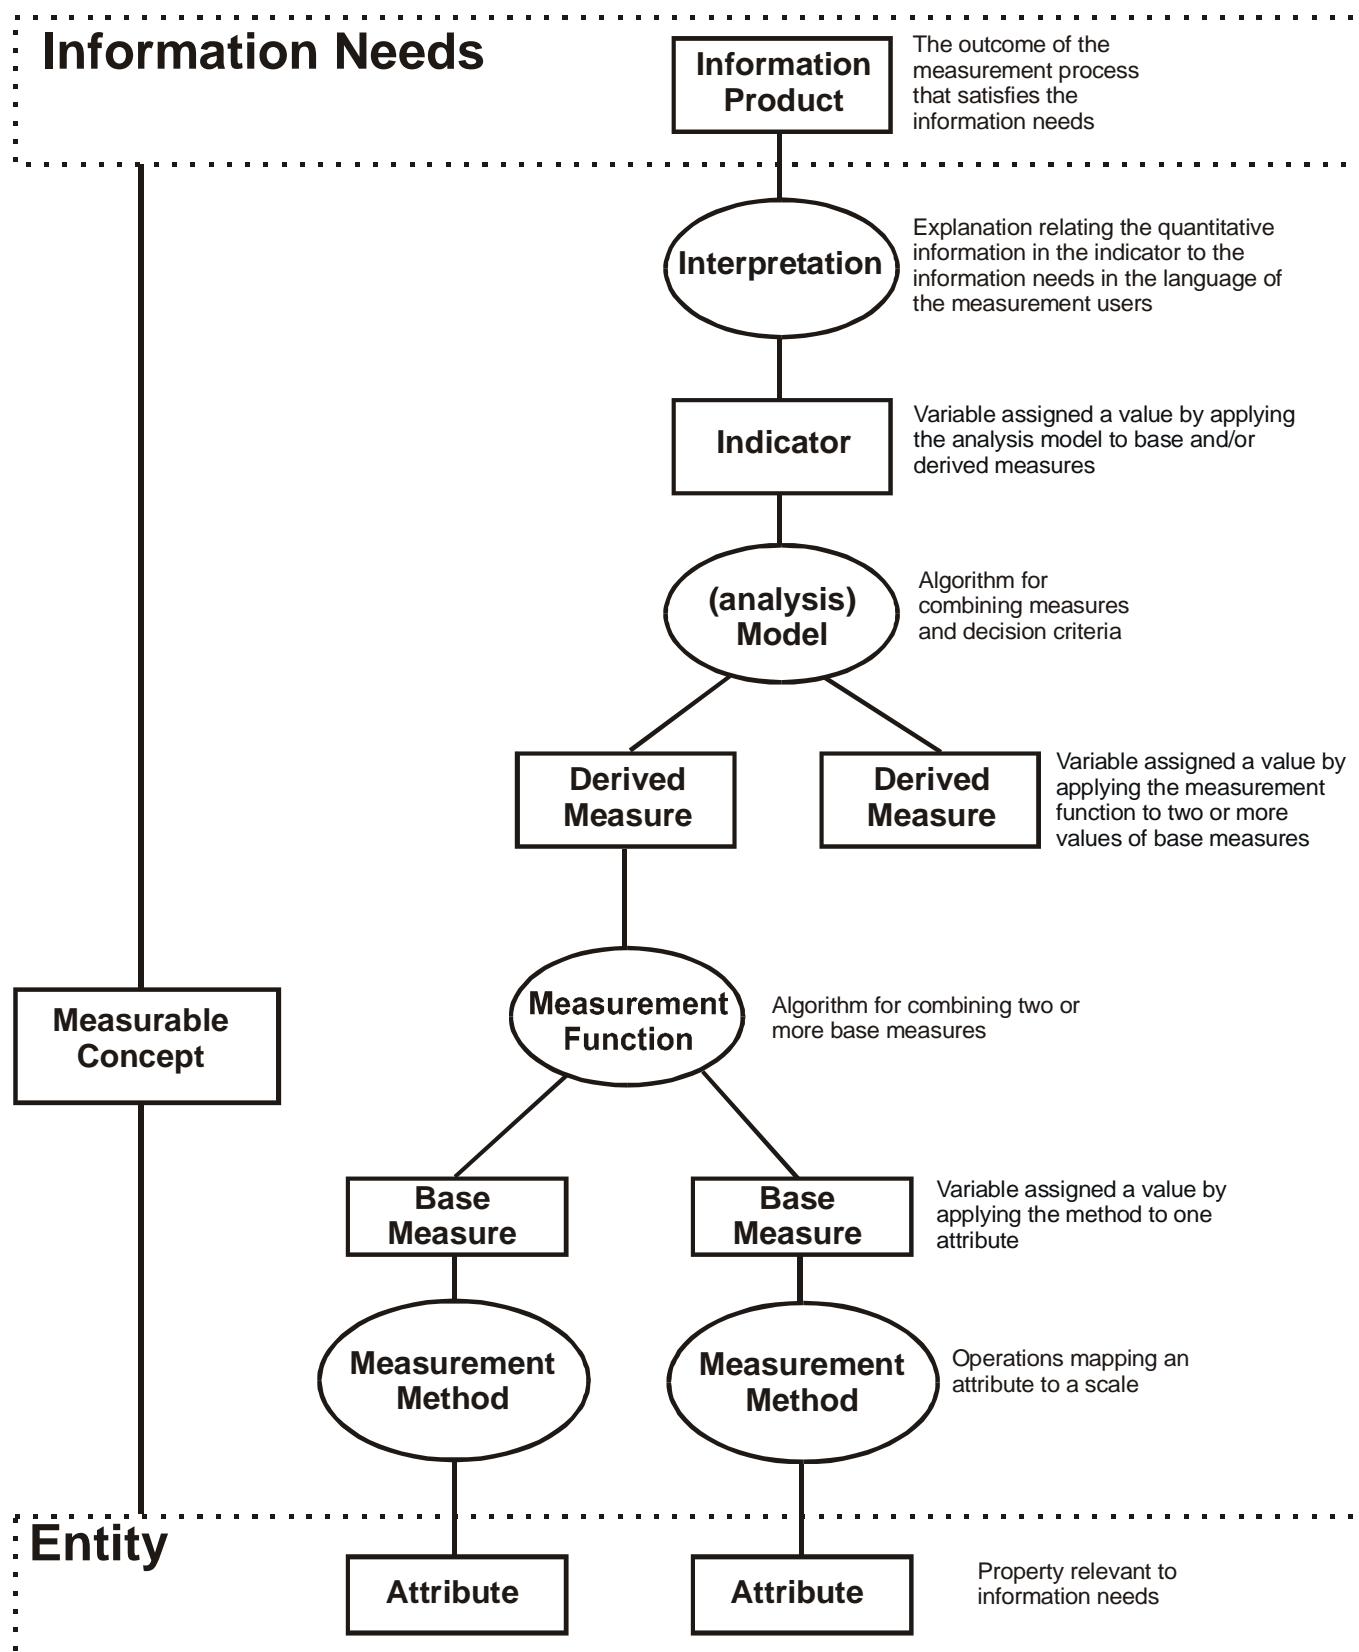 Information Needs
Information
Product
The outcome of the
measurement process
that satisfies the
information needs
Interpretation
Explanation relating the quantitative
information in the indicator to the
information needs in the language of
the measurement users
Indicator
Variable assigned a value by applying
the analysis model to base and/or
derived measures
(analysis)
Model
Algorithm for
combining measures
and decision criteria
Derived
Measure
Derived
Measure
Variable assigned a value by
applying the measurement
function to two or more
values of base measures
Measurable
Concept
Measurement
Function
Algorithm for combining two or
more base measures
Base
Measure
Base
Measure
Variable assigned a value by
applying the method to one
attribute
Measurement
Method
Measurement
Method
Operations mapping an
attribute to a scale
Entity
Attribute
Attribute
Property relevant to
information needs